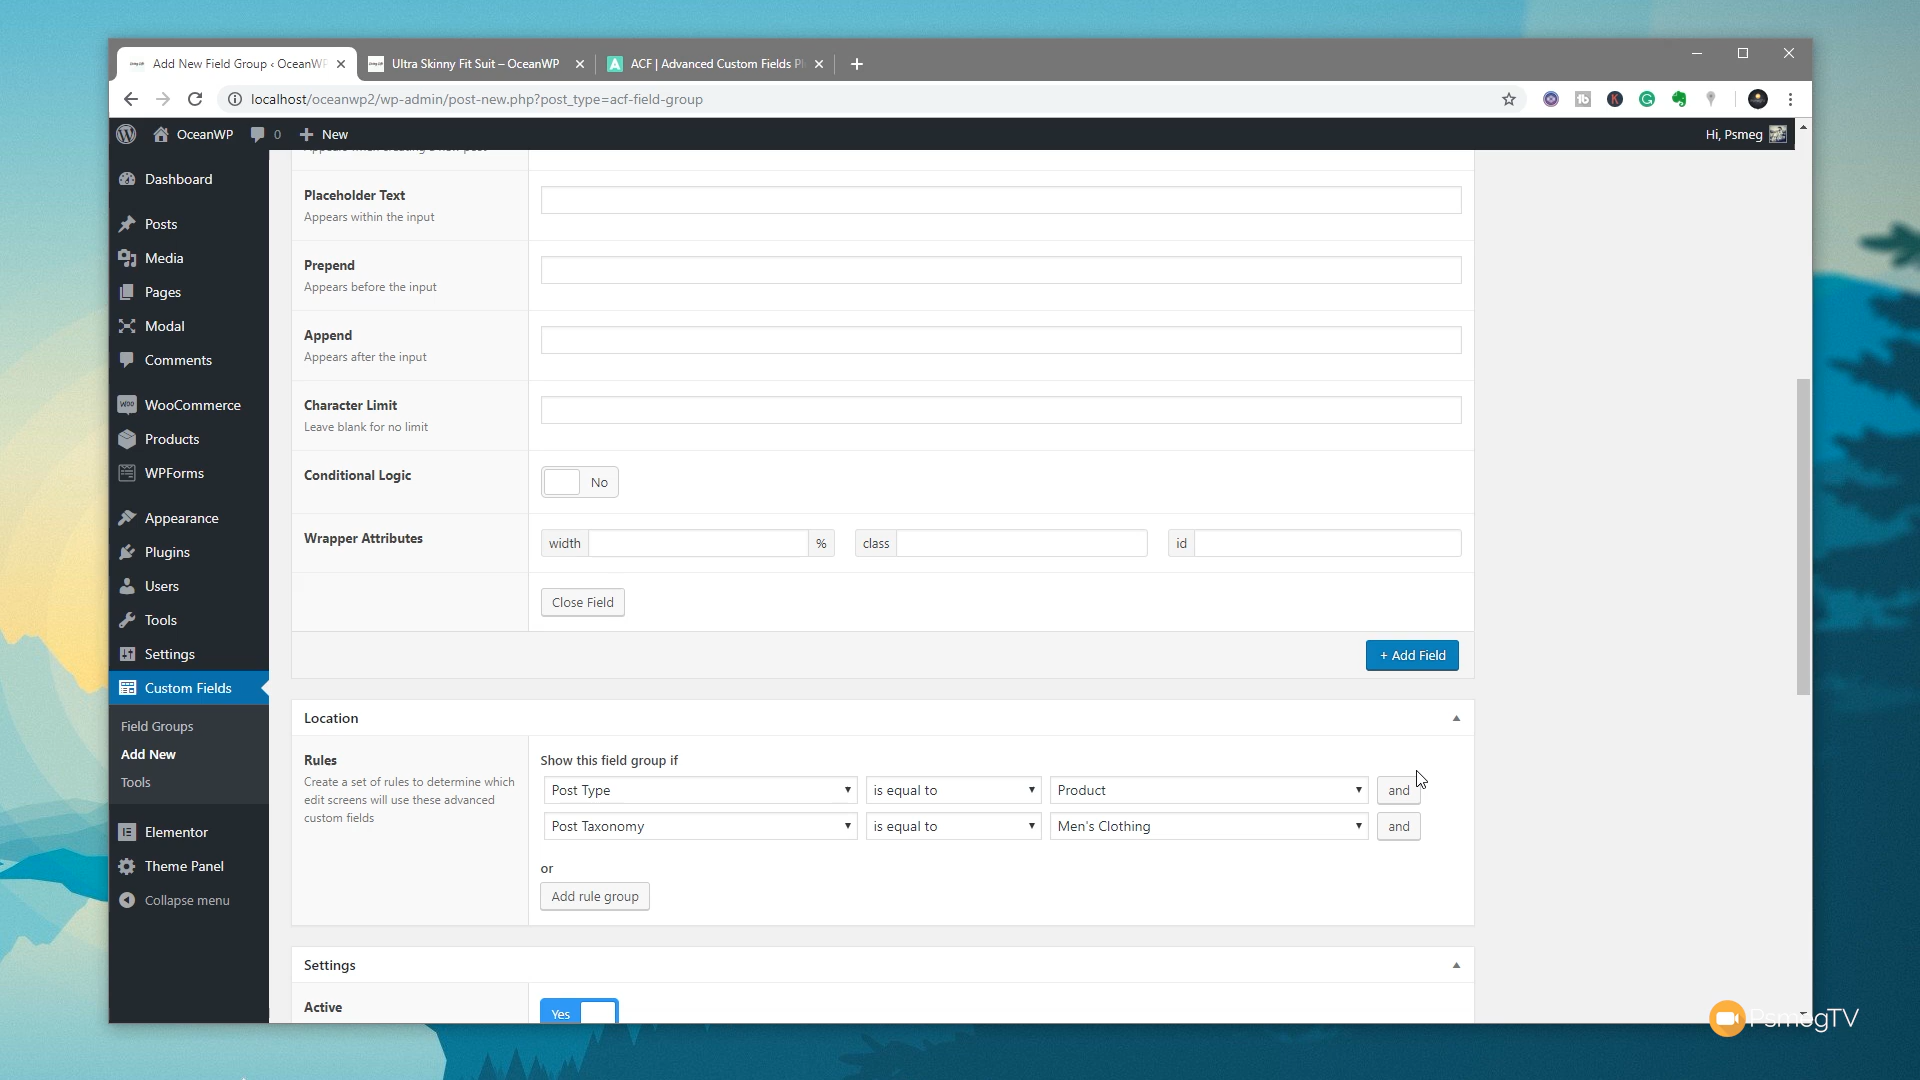 Add New Field Group ‹ OceanWP
Ultra Skinny Fit Suit – OceanWP
ACF | Advanced Custom Fields Pl
localhost/oceanwp2/wp-admin/post-new.php?post_type=acf-field-group
OceanWP
0
+ New
Hi, Psmeg
Dashboard
Posts
Media
Pages
Modal
Comments
WooCommerce
Products
WPForms
Appearance
Plugins
Users
Tools
Settings
Custom Fields
Field Groups
Add New
Tools
Elementor
Theme Panel
Collapse menu
Appears when creating a new post
Placeholder Text
Appears within the input
Prepend
Appears before the input
Append
Appears after the input
Character Limit
Leave blank for no limit
Conditional Logic
No
Wrapper Attributes
width % class id
Close Field
+ Add Field
Location
Rules
Create a set of rules to determine which
edit screens will use these advanced
custom fields
Show this field group if
Post Type is equal to Product and
Post Taxonomy is equal to Men's Clothing and
or
Add rule group
Settings
Active
Yes
PsmegTV